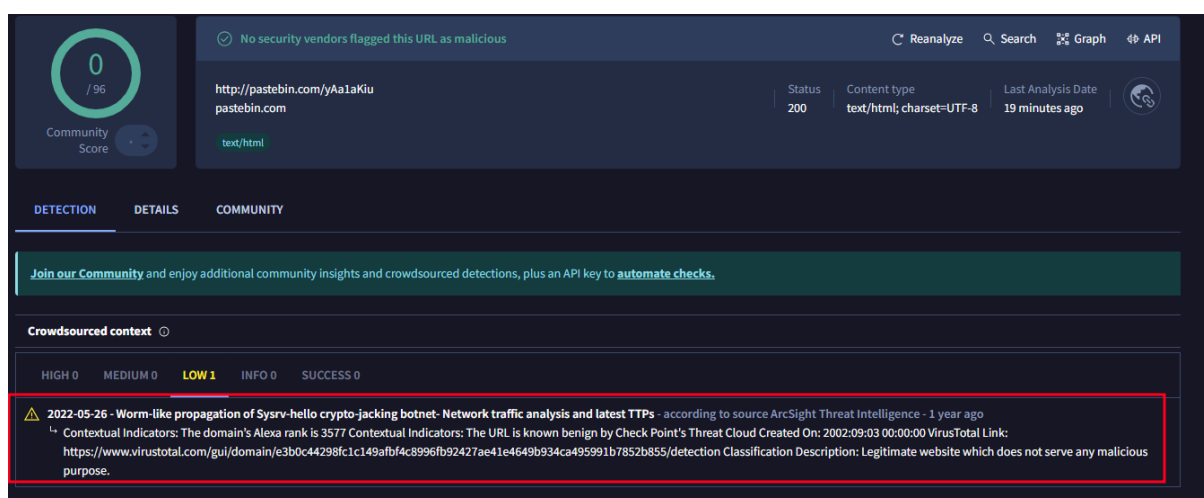 0
/ 96
Community
Score
No security vendors flagged this URL as malicious
Reanalyze
Search
Graph
API
http://pastebin.com/yAa1aKiu
pastebin.com
text/html
Status
200
Content type
text/html; charset=UTF-8
Last Analysis Date
19 minutes ago
DETECTION
DETAILS
COMMUNITY
Join our Community and enjoy additional community insights and crowdsourced detections, plus an API key to automate checks.
Crowdsourced context
HIGH 0
MEDIUM 0
LOW 1
INFO 0
SUCCESS 0
2022-05-26 - Worm-like propagation of Sysrv-hello crypto-jacking botnet- Network traffic analysis and latest TTPs - according to source ArcSight Threat Intelligence - 1 year ago
Contextual Indicators: The domain's Alexa rank is 3577 Contextual Indicators: The URL is known benign by Check Point's Threat Cloud Created On: 2002:09:03 00:00:00 VirusTotal Link:
https://www.virustotal.com/gui/domain/e3b0c44298fc1c149afbf4c8996fb92427ae41e4649b934ca495991b7852b855/detection Classification Description: Legitimate website which does not serve any malicious
purpose.